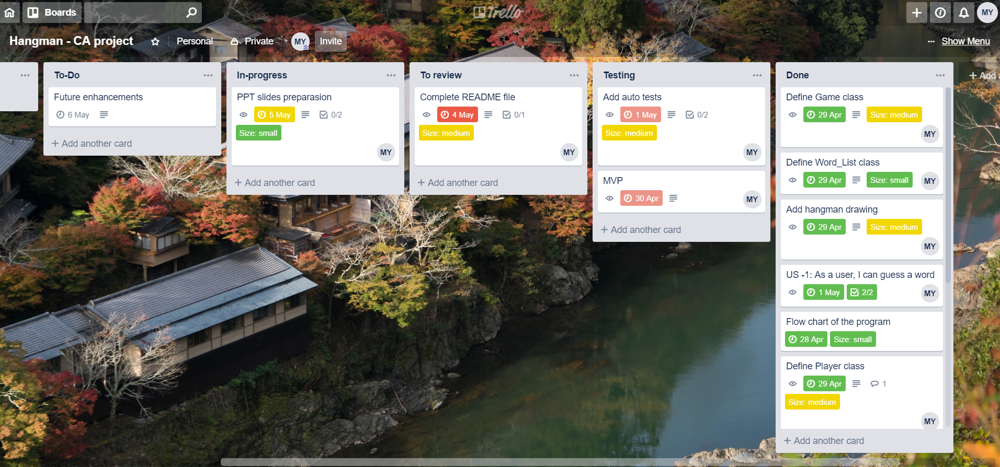 Boards
Trello
MY
Hangman - CA project
Personal
Private
MY
Invite
Show Menu
To-Do
Future enhancements
6 May
+ Add another card
In-progress
PPT slides preparasion
5 May
0/2
Size: small
MY
+ Add another card
To review
Complete README file
4 May
0/1
Size: medium
MY
+ Add another card
Testing
Add auto tests
1 May
0/2
Size: medium
MY
MVP
30 Apr
MY
+ Add another card
Done
Define Game class
29 Apr
Size: medium
MY
Define Word_List class
29 Apr
Size: small
MY
Add hangman drawing
29 Apr
Size: medium
MY
US -1: As a user, I can guess a word
1 May
2/2
MY
Flow chart of the program
28 Apr
Size: small
Define Player class
29 Apr
1
Size: medium
MY
+ Add another card
+ Add